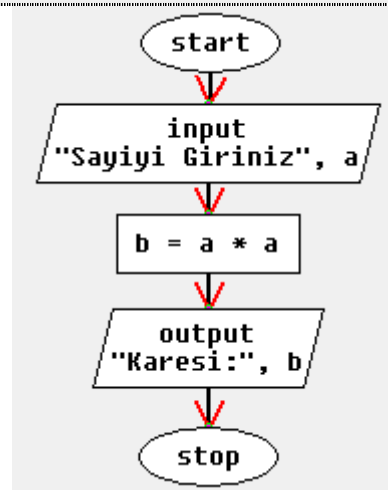 start
input
"Sayiyi Giriniz", a
b = a * a
output
"Karesi:", b
stop